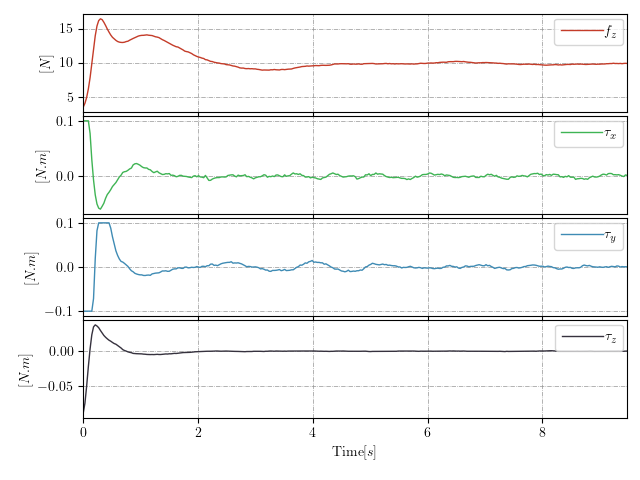 15
10
5
[N]
f_z
0.1
0.0
[N.m]
τ_x
0.1
0.0
−0.1
[N.m]
τ_y
0.00
−0.05
[N.m]
τ_z
0 2 4 6 8
Time[s]